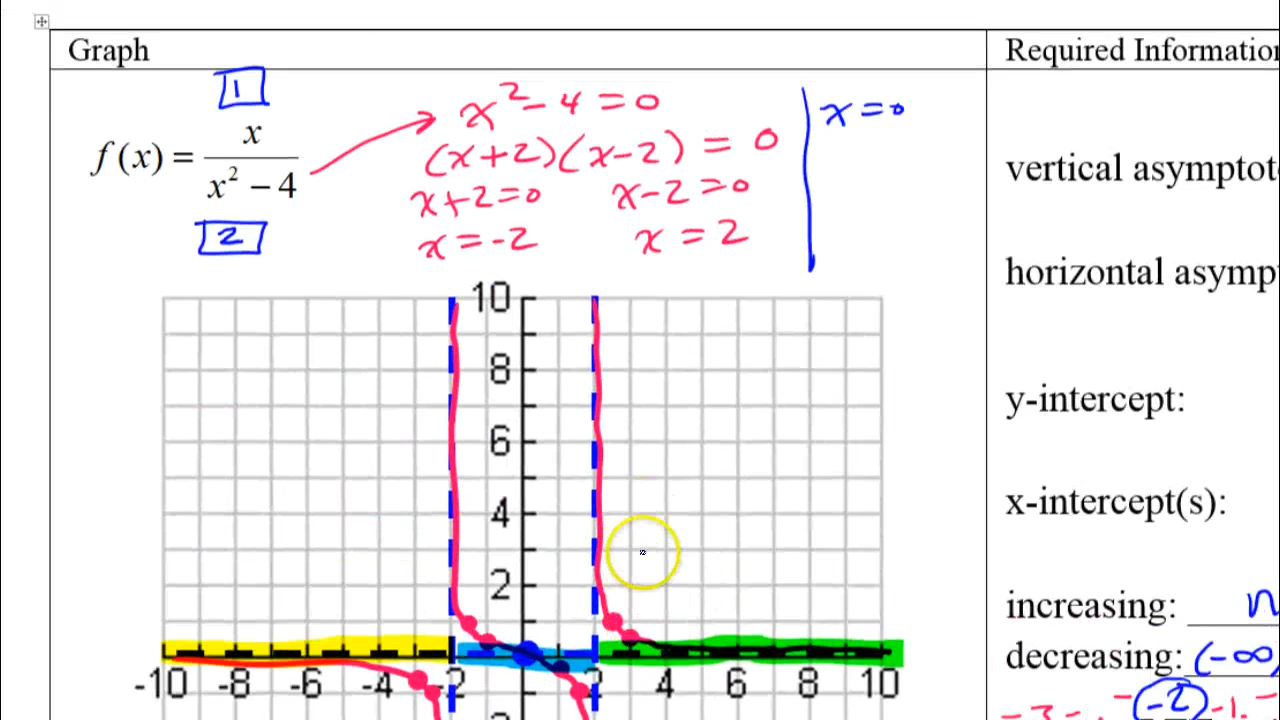 Graph
Required Information
1
f(x) = x / x² − 4
2
x² − 4 = 0
(x+2)(x−2) = 0
x+2=0 x−2=0
x=-2 x=2
x=0
vertical asymptot
horizontal asymp
y-intercept:
x-intercept(s):
increasing: n
decreasing: (-∞,
10
8
6
4
2
-10 -8 -6 -4 -2 2 4 6 8 10